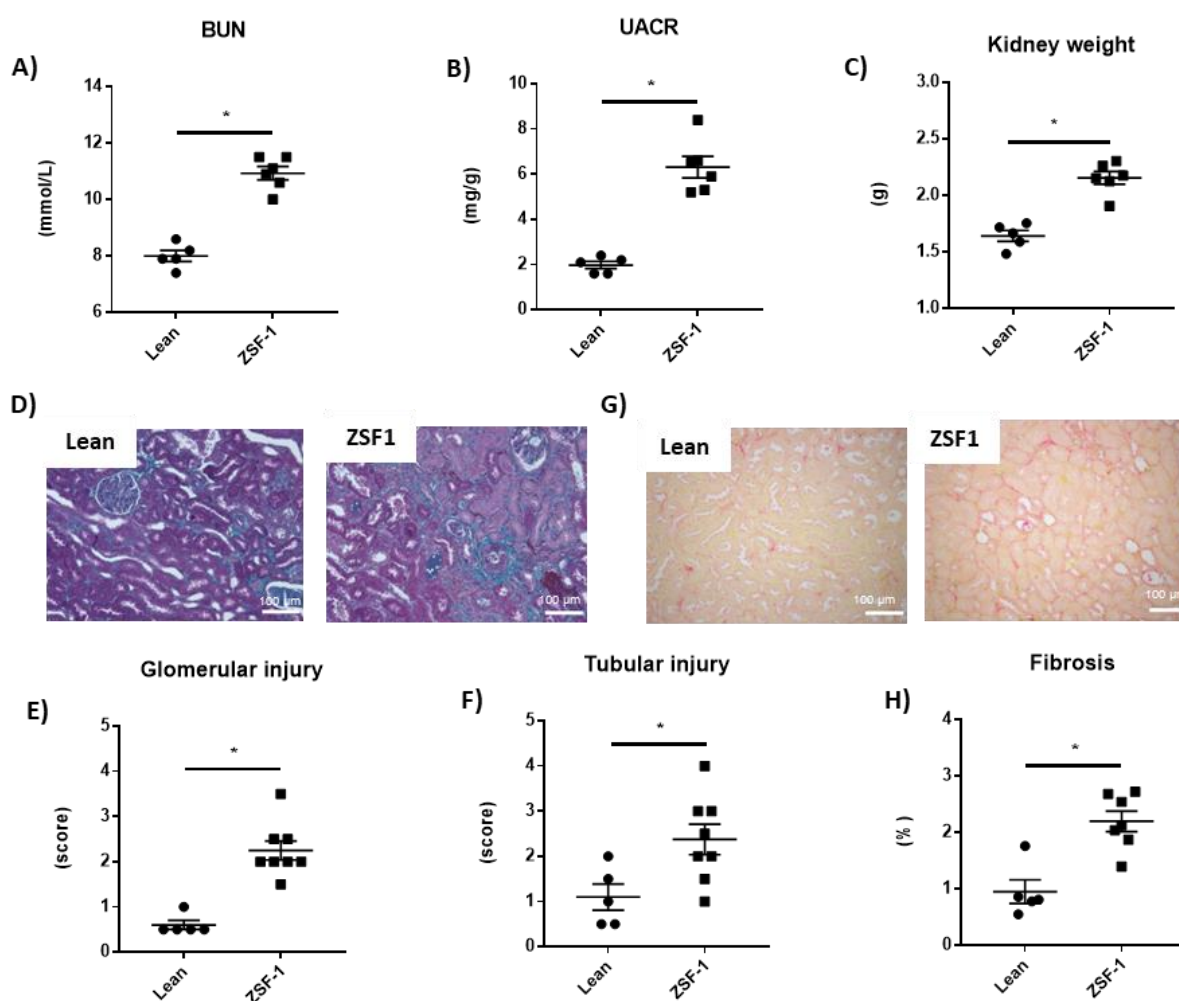 BUN
A)
14
12
10
8
6
(mmol/L)
*
Lean
ZSF-1
UACR
B)
10
8
6
4
2
0
(mg/g)
*
Lean
ZSF-1
Kidney weight
C)
3.0
2.5
2.0
1.5
1.0
(g)
*
Lean
ZSF-1
D)
Lean
100 µm
ZSF1
100 µm
G)
Lean
100 µm
ZSF1
100 µm
Glomerular injury
E)
5
4
3
2
1
0
(score)
*
Lean
ZSF-1
Tubular injury
F)
5
4
3
2
1
0
(score)
*
Lean
ZSF-1
Fibrosis
H)
4
3
2
1
0
(% )
*
Lean
ZSF-1